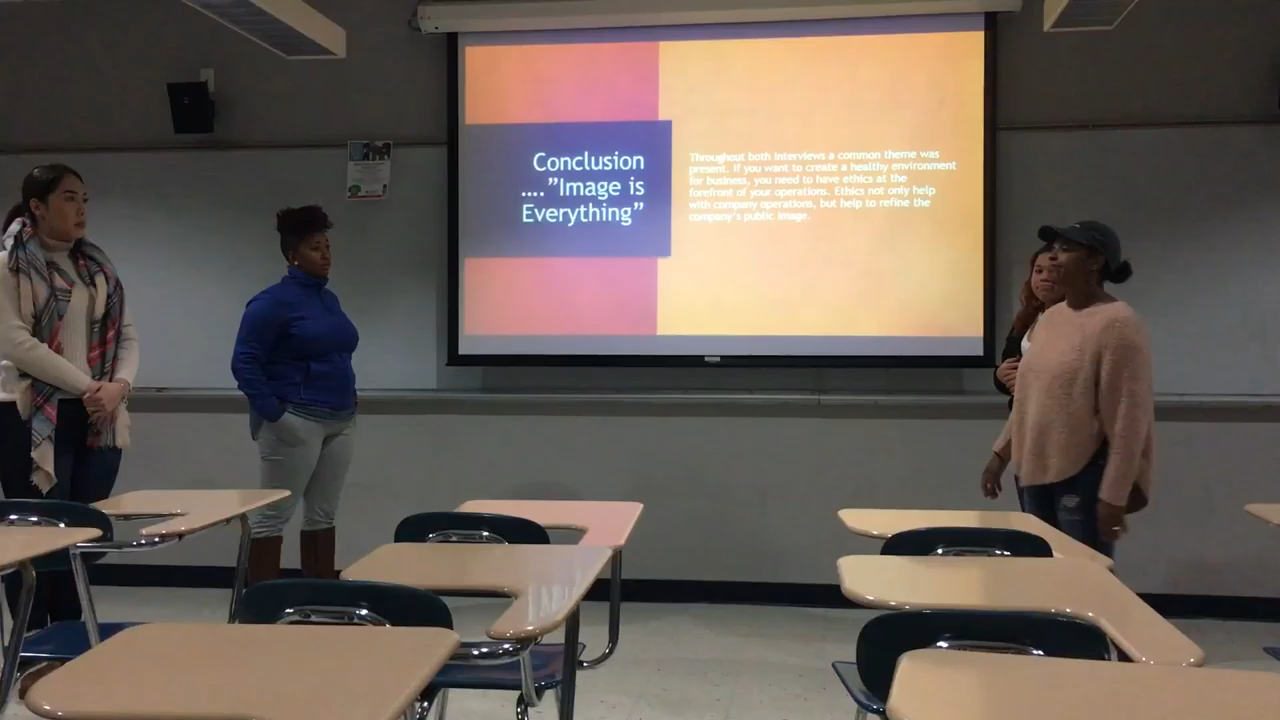 Conclusion
...."Image is
Everything"
Throughout both interviews a common theme was
present. If you want to create a healthy environment
for business, you need to have ethics at the
forefront of your operations. Ethics not only help
with company operations, but help to refine the
company's public image.